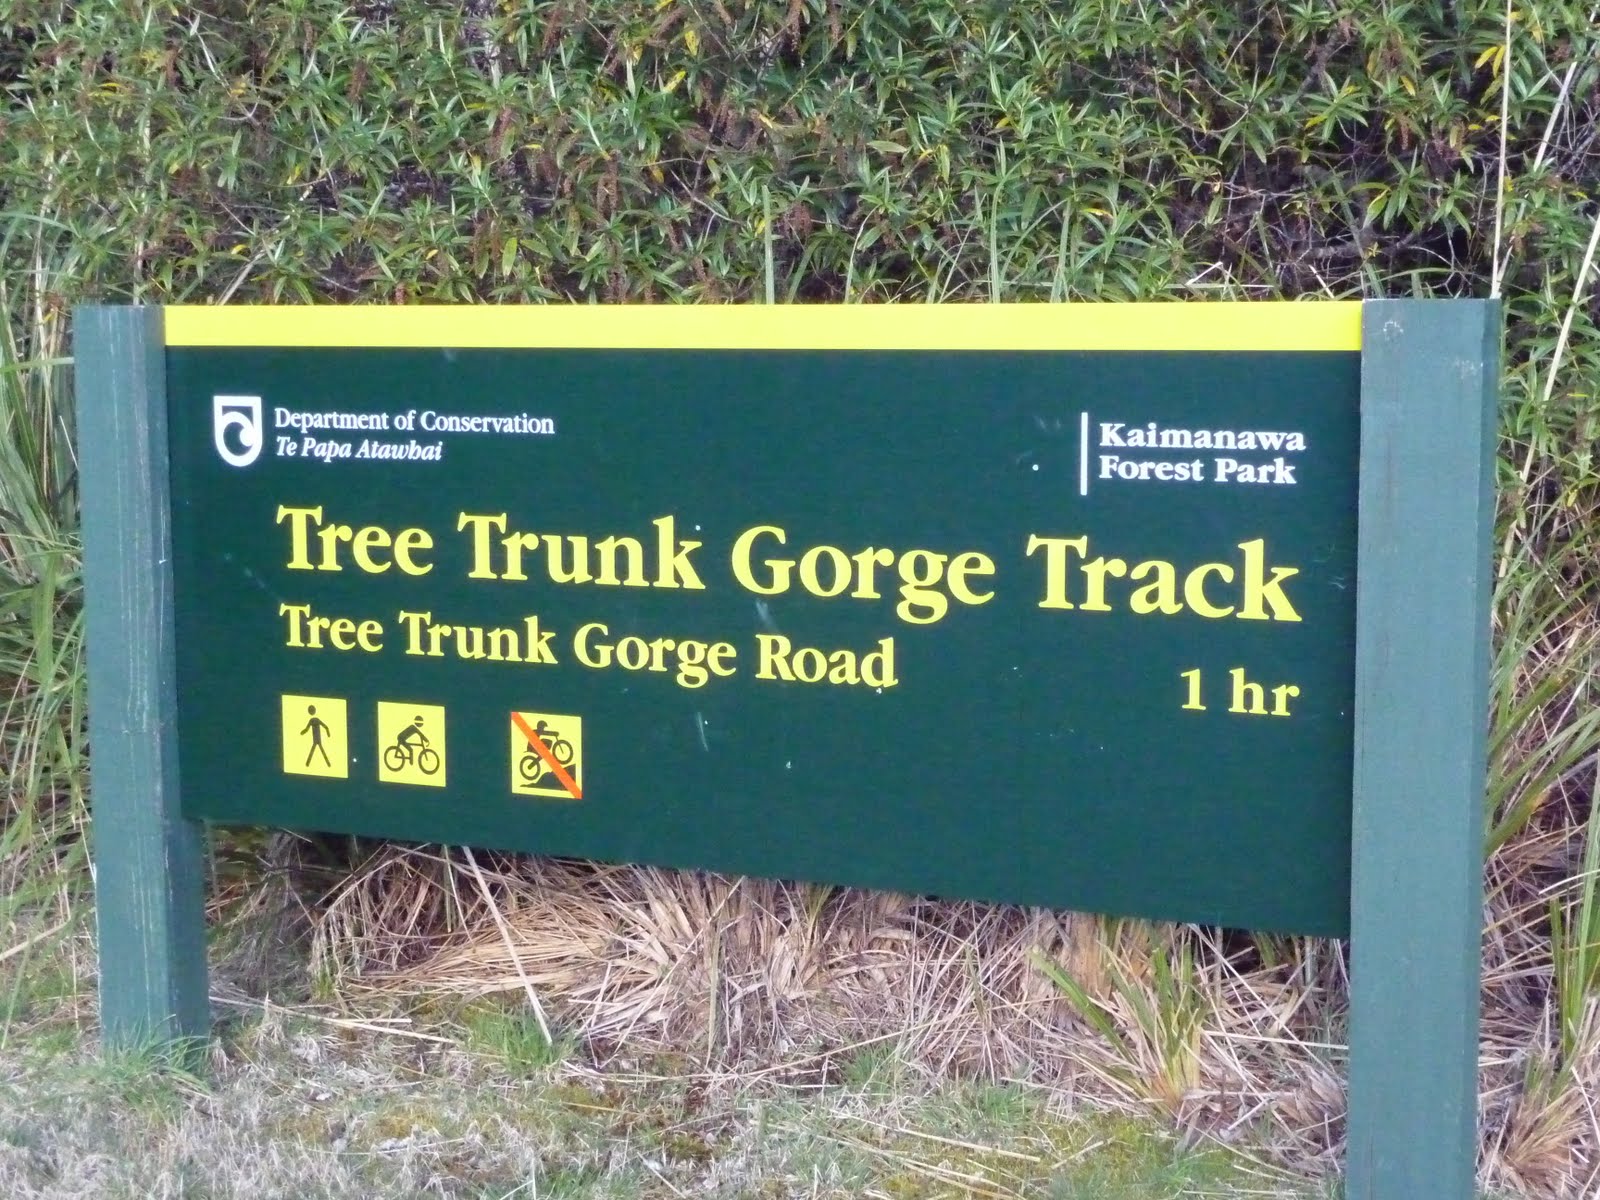 Department of Conservation
Te Papa Atawhai
Kaimanawa
Forest Park
Tree Trunk Gorge Track
Tree Trunk Gorge Road
1 hr